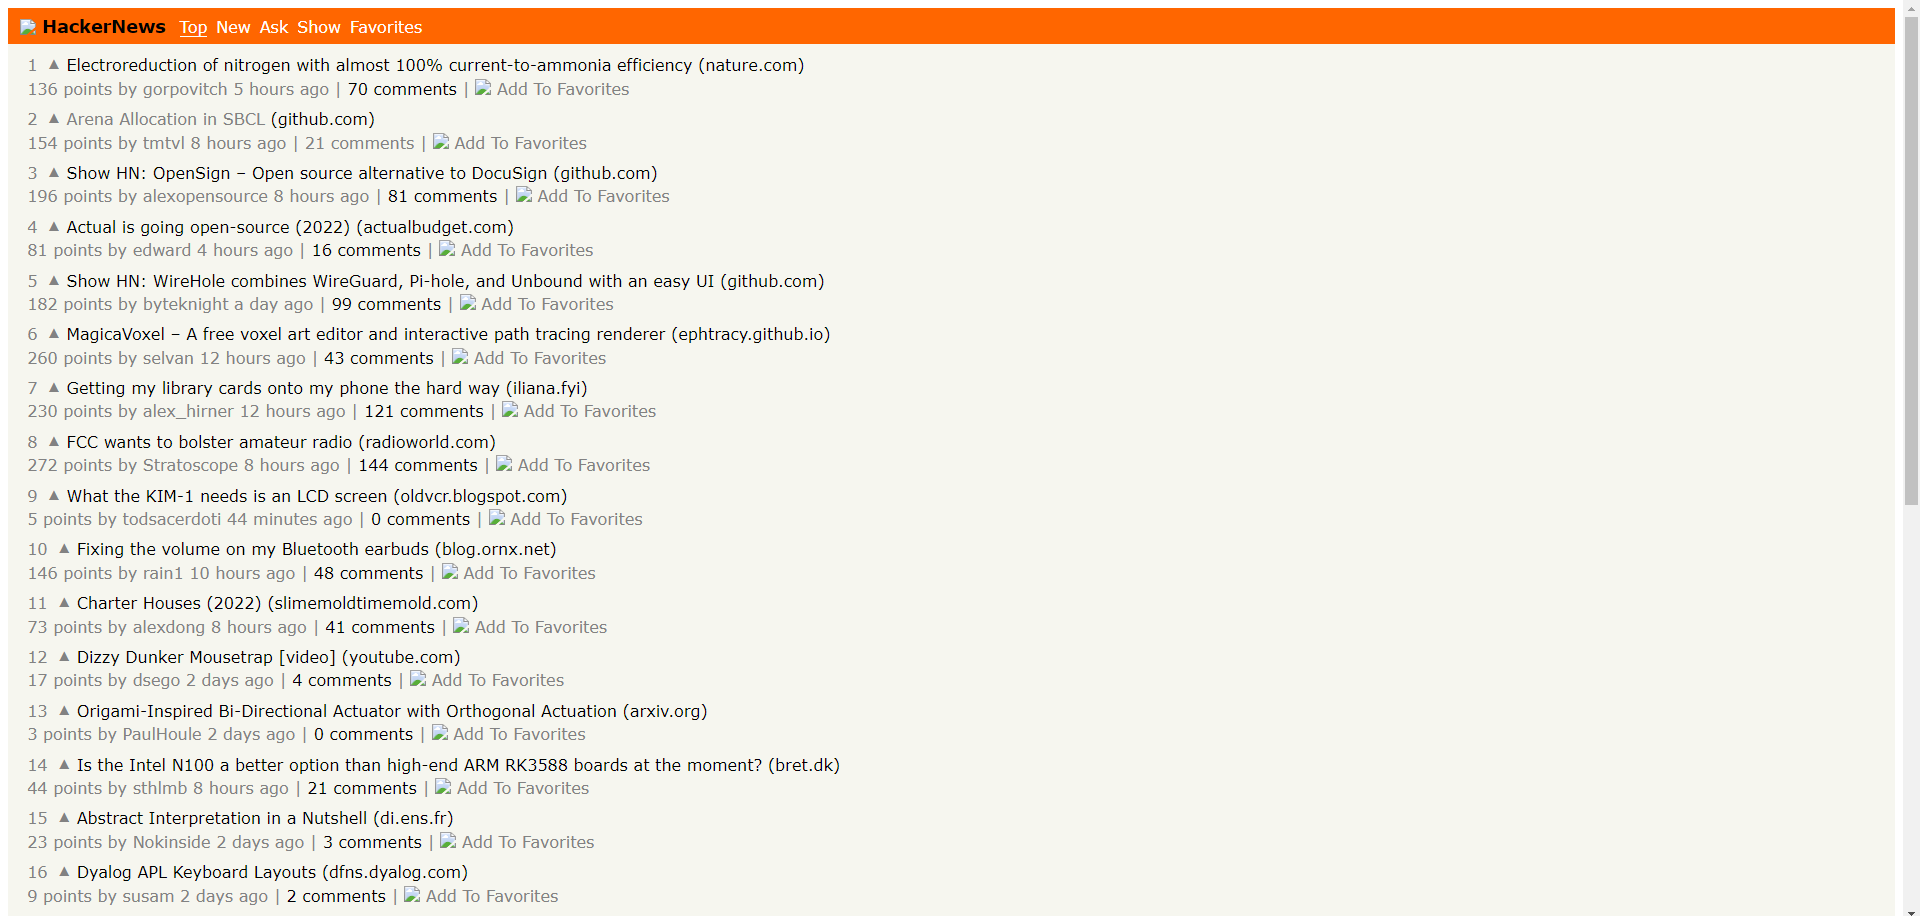 HackerNews Top New Ask Show Favorites
1 ▲ Electroreduction of nitrogen with almost 100% current-to-ammonia efficiency (nature.com)
136 points by gorpovitch 5 hours ago | 70 comments | Add To Favorites
2 ▲ Arena Allocation in SBCL (github.com)
154 points by tmtvl 8 hours ago | 21 comments | Add To Favorites
3 ▲ Show HN: OpenSign – Open source alternative to DocuSign (github.com)
196 points by alexopensource 8 hours ago | 81 comments | Add To Favorites
4 ▲ Actual is going open-source (2022) (actualbudget.com)
81 points by edward 4 hours ago | 16 comments | Add To Favorites
5 ▲ Show HN: WireHole combines WireGuard, Pi-hole, and Unbound with an easy UI (github.com)
182 points by byteknight a day ago | 99 comments | Add To Favorites
6 ▲ MagicaVoxel – A free voxel art editor and interactive path tracing renderer (ephtracy.github.io)
260 points by selvan 12 hours ago | 43 comments | Add To Favorites
7 ▲ Getting my library cards onto my phone the hard way (iliana.fyi)
230 points by alex_hirner 12 hours ago | 121 comments | Add To Favorites
8 ▲ FCC wants to bolster amateur radio (radioworld.com)
272 points by Stratoscope 8 hours ago | 144 comments | Add To Favorites
9 ▲ What the KIM-1 needs is an LCD screen (oldvcr.blogspot.com)
5 points by todsacerdoti 44 minutes ago | 0 comments | Add To Favorites
10 ▲ Fixing the volume on my Bluetooth earbuds (blog.ornx.net)
146 points by rain1 10 hours ago | 48 comments | Add To Favorites
11 ▲ Charter Houses (2022) (slimemoldtimemold.com)
73 points by alexdong 8 hours ago | 41 comments | Add To Favorites
12 ▲ Dizzy Dunker Mousetrap [video] (youtube.com)
17 points by dsego 2 days ago | 4 comments | Add To Favorites
13 ▲ Origami-Inspired Bi-Directional Actuator with Orthogonal Actuation (arxiv.org)
3 points by PaulHoule 2 days ago | 0 comments | Add To Favorites
14 ▲ Is the Intel N100 a better option than high-end ARM RK3588 boards at the moment? (bret.dk)
44 points by sthlmb 8 hours ago | 21 comments | Add To Favorites
15 ▲ Abstract Interpretation in a Nutshell (di.ens.fr)
23 points by Nokinside 2 days ago | 3 comments | Add To Favorites
16 ▲ Dyalog APL Keyboard Layouts (dfns.dyalog.com)
9 points by susam 2 days ago | 2 comments | Add To Favorites